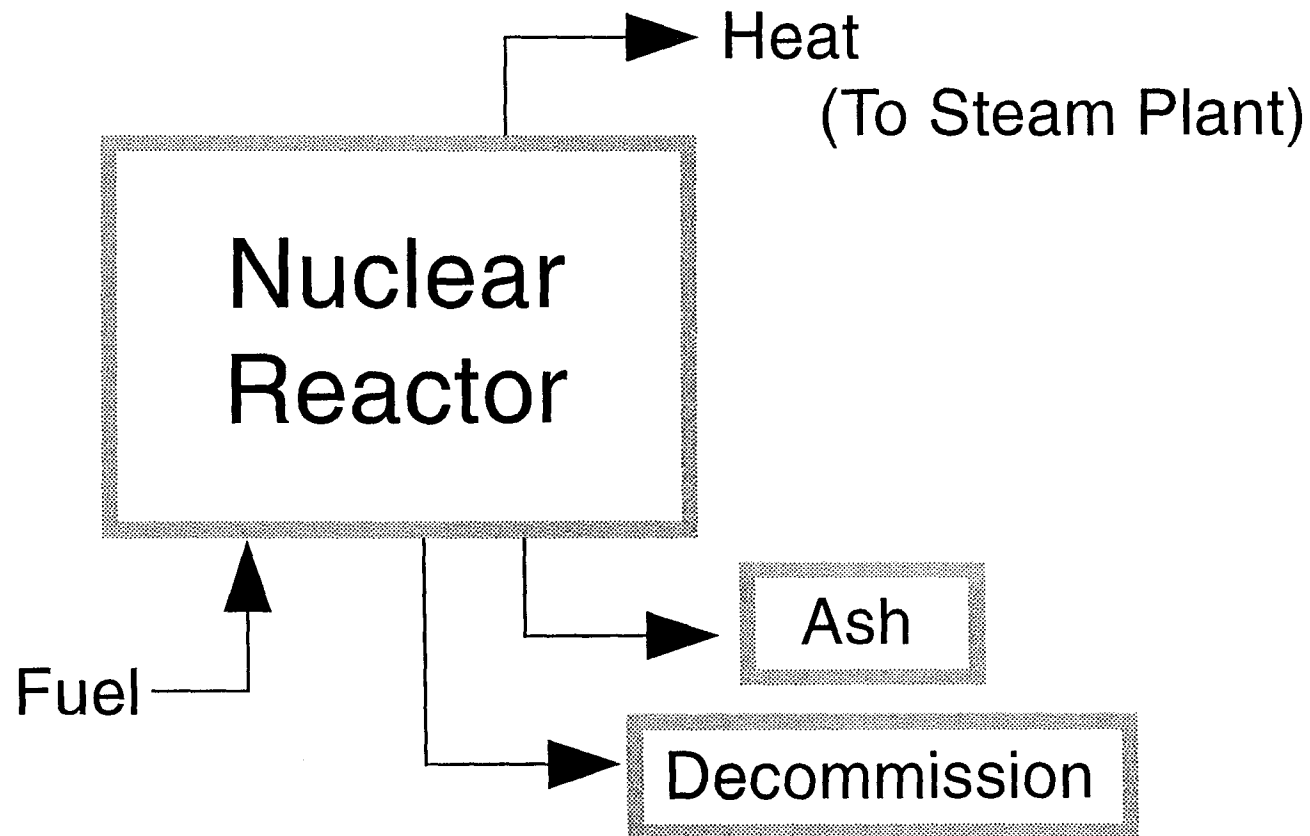 Heat
(To Steam Plant)
Nuclear
Reactor
Ash
Fuel
Decommission